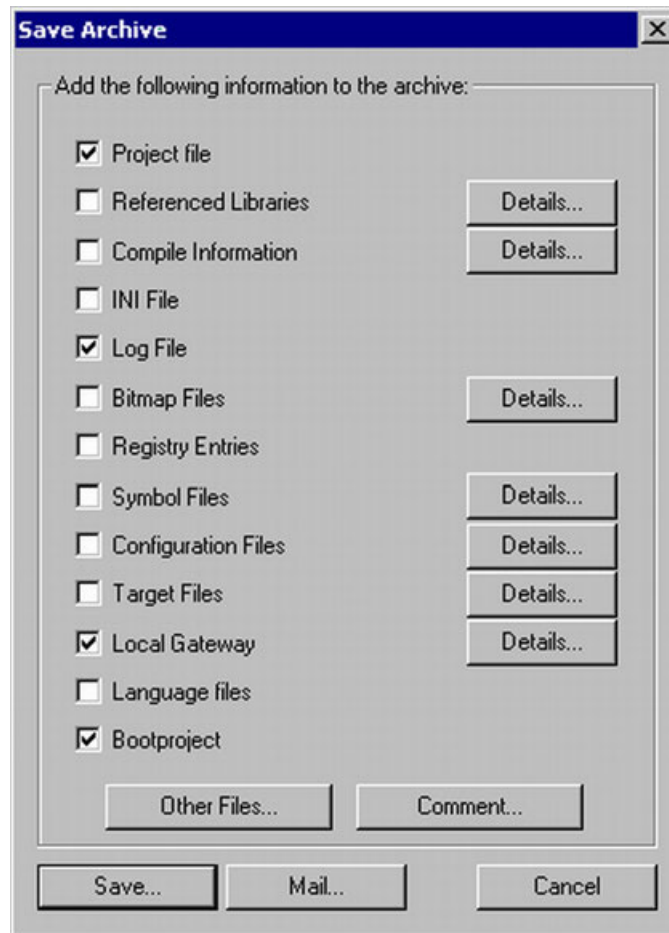 Save Archive
Add the following information to the archive:
Project file
Referenced Libraries Details...
Compile Information Details...
INI File
Log File
Bitmap Files Details...
Registry Entries
Symbol Files Details...
Configuration Files Details...
Target Files Details...
Local Gateway Details...
Language files
Bootproject
Other Files... Comment...
Save... Mail... Cancel